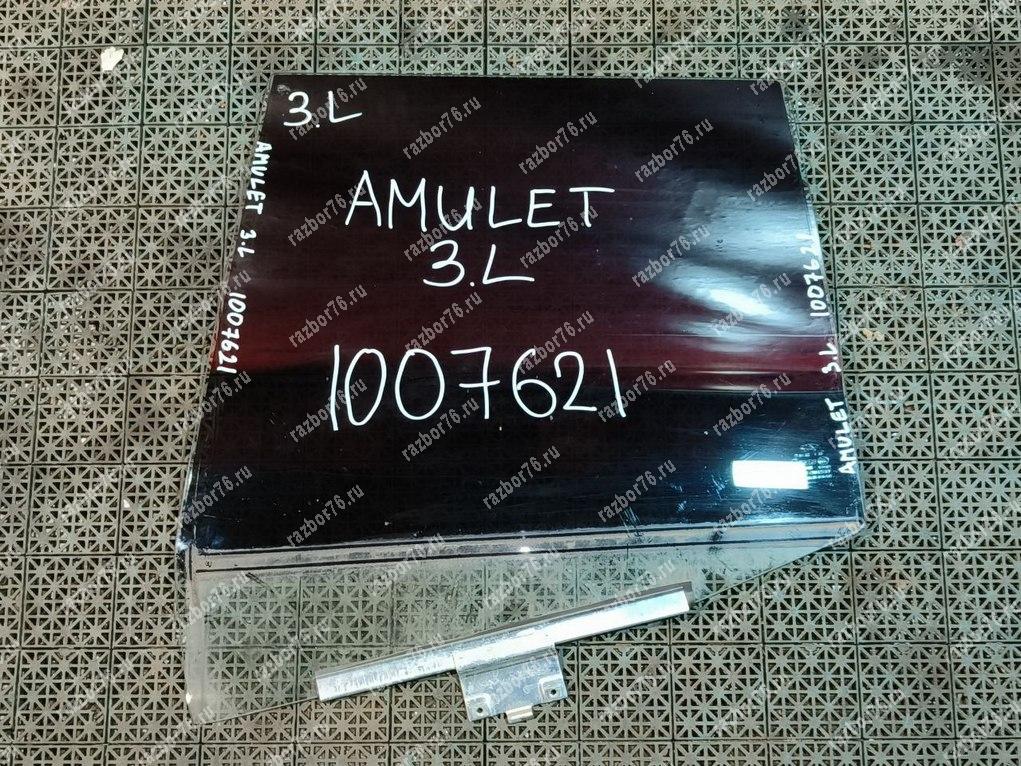 3.L
AMULET
3.L
1007621
AMULET 3.L 1007621
AMULET 3.L 1007621
razbor76.ru